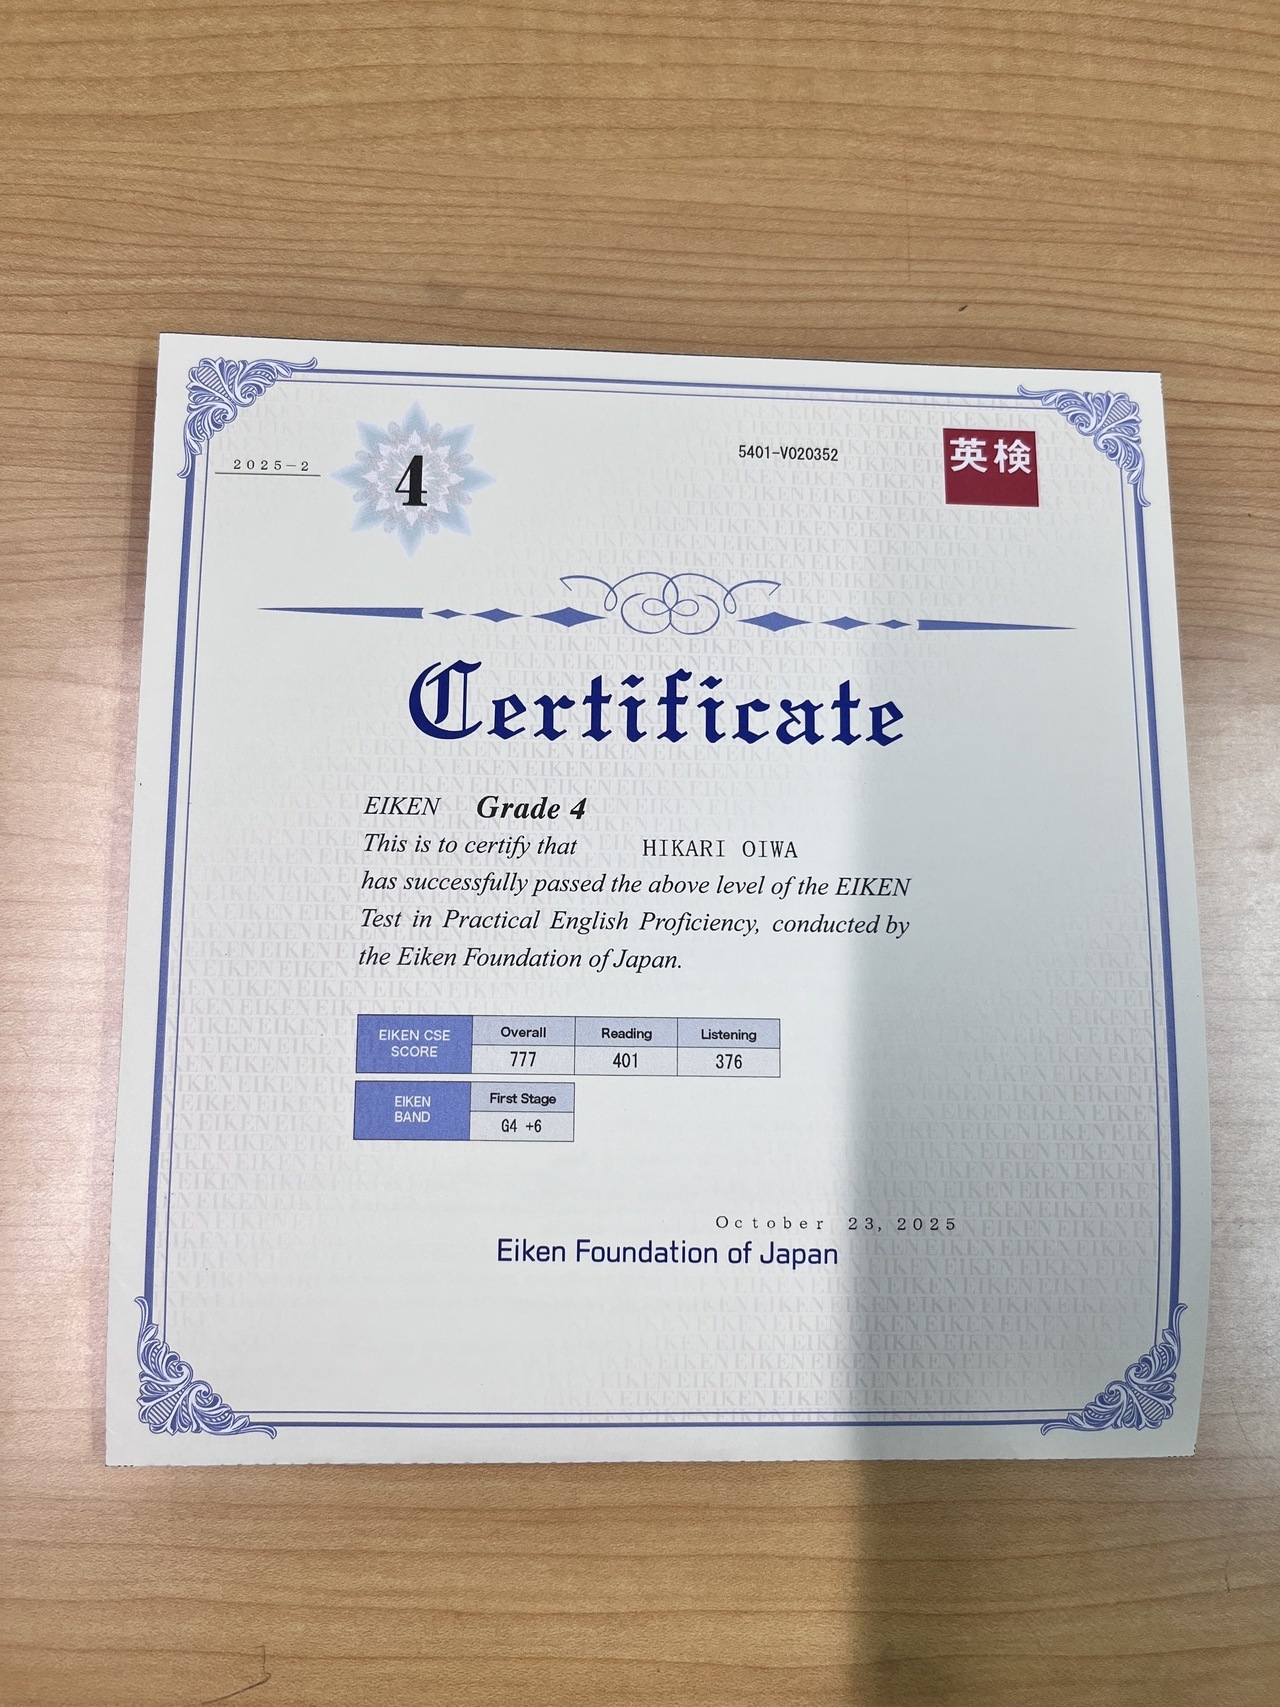 2025-2
4
5401-V020352
英検
Certificate
EIKEN Grade 4
This is to certify that HIKARI OIWA
has successfully passed the above level of the EIKEN
Test in Practical English Proficiency, conducted by
the Eiken Foundation of Japan.
EIKEN CSE SCORE
Overall Reading Listening
777 401 376
EIKEN BAND
First Stage
G4 +6
October 23, 2025
Eiken Foundation of Japan